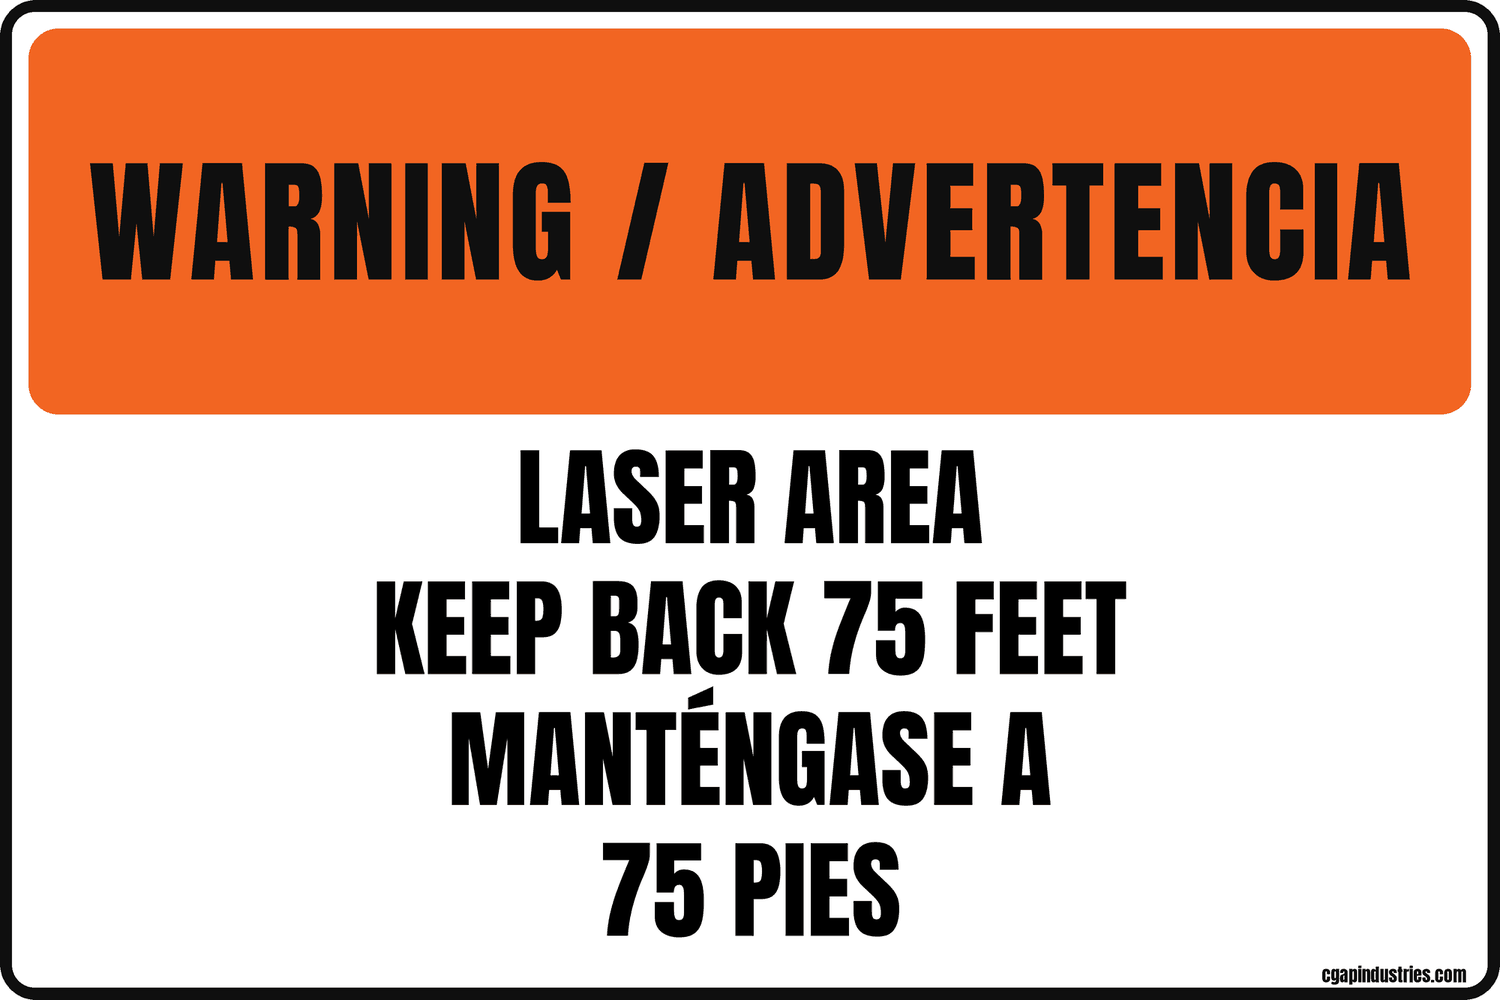 WARNING / ADVERTENCIA
LASER AREA
KEEP BACK 75 FEET
MANTÉNGASE A
75 PIES
cgapindustries.com